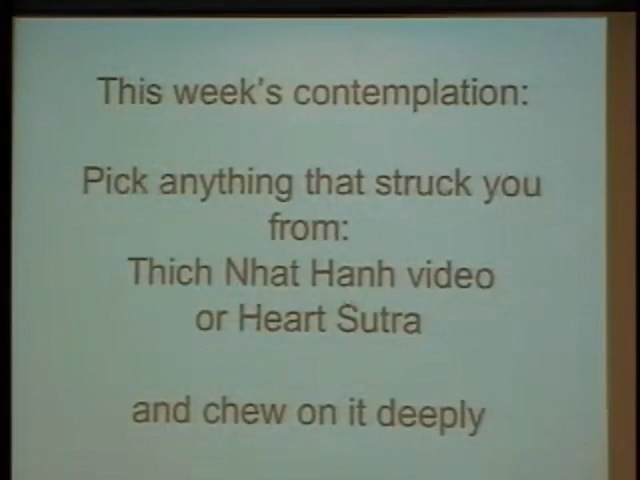 This week's contemplation:
Pick anything that struck you
from:
Thich Nhat Hanh video
or Heart Sutra
and chew on it deeply